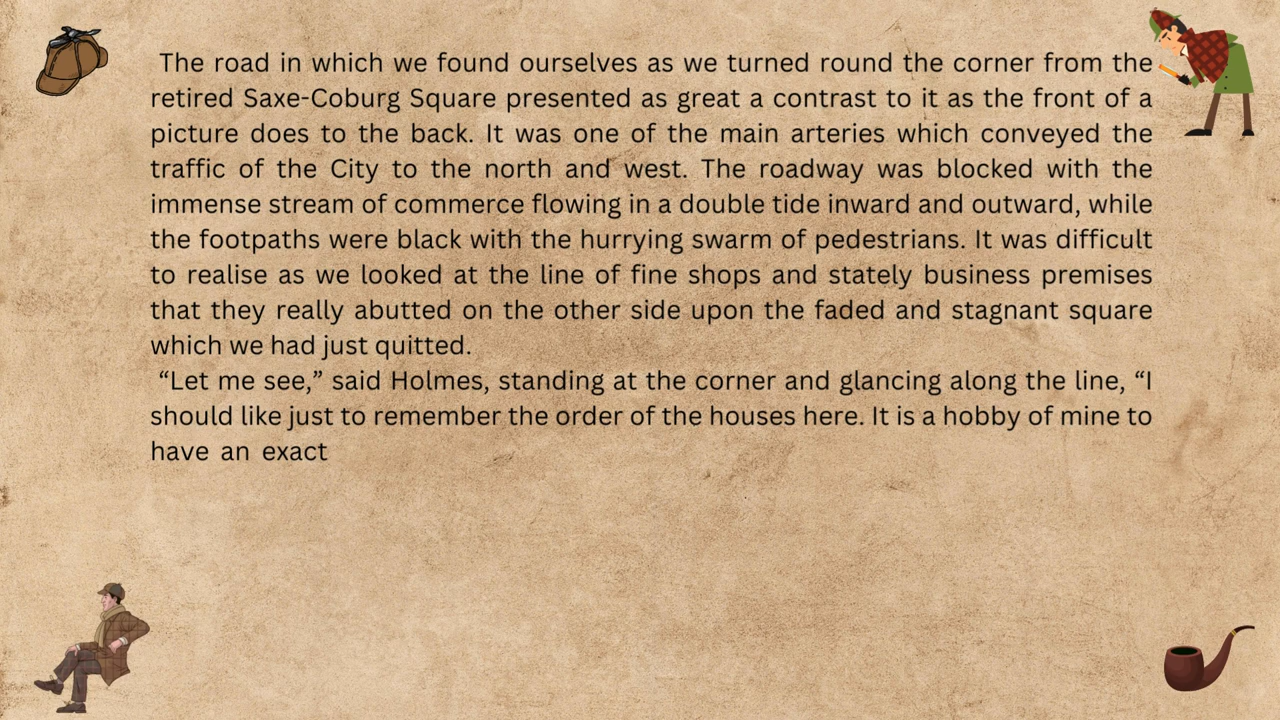 The road in which we found ourselves as we turned round the corner from the
retired Saxe-Coburg Square presented as great a contrast to it as the front of a
picture does to the back. It was one of the main arteries which conveyed the
traffic of the City to the north and west. The roadway was blocked with the
immense stream of commerce flowing in a double tide inward and outward, while
the footpaths were black with the hurrying swarm of pedestrians. It was difficult
to realise as we looked at the line of fine shops and stately business premises
that they really abutted on the other side upon the faded and stagnant square
which we had just quitted.
“Let me see,” said Holmes, standing at the corner and glancing along the line, “I
should like just to remember the order of the houses here. It is a hobby of mine to
have an exact